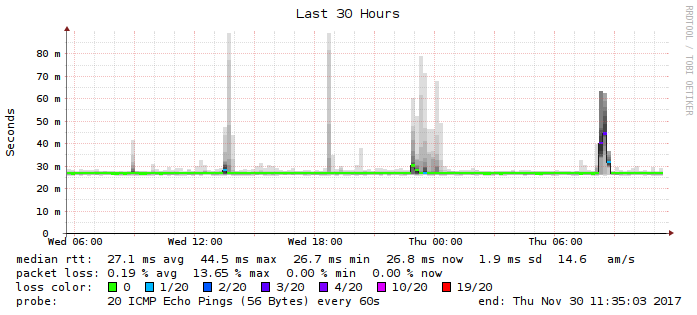 Last 30 Hours
RRDTOOL / TOBI OETIKER
Seconds
80 m
70 m
60 m
50 m
40 m
30 m
20 m
10 m
0
Wed 06:00 Wed 12:00 Wed 18:00 Thu 00:00 Thu 06:00
median rtt: 27.1 ms avg 44.5 ms max 26.7 ms min 26.8 ms now 1.9 ms sd 14.6 am/s
packet loss: 0.19 % avg 13.65 % max 0.00 % min 0.00 % now
loss color: 0 1/20 2/20 3/20 4/20 10/20 19/20
probe: 20 ICMP Echo Pings (56 Bytes) every 60s end: Thu Nov 30 11:35:03 2017